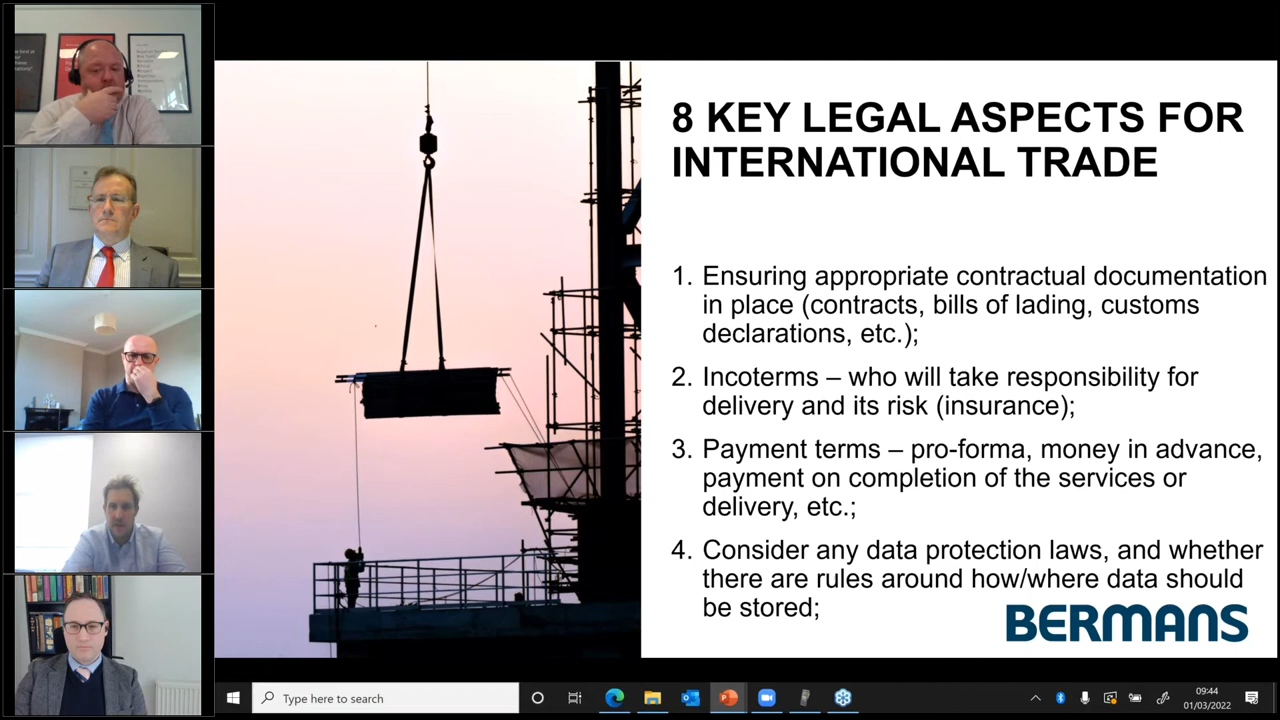 8 KEY LEGAL ASPECTS FOR
INTERNATIONAL TRADE
1. Ensuring appropriate contractual documentation
in place (contracts, bills of lading, customs
declarations, etc.);
2. Incoterms – who will take responsibility for
delivery and its risk (insurance);
3. Payment terms – pro-forma, money in advance,
payment on completion of the services or
delivery, etc.;
4. Consider any data protection laws, and whether
there are rules around how/where data should
be stored;
BERMANS
Type here to search
09:44
01/03/2022